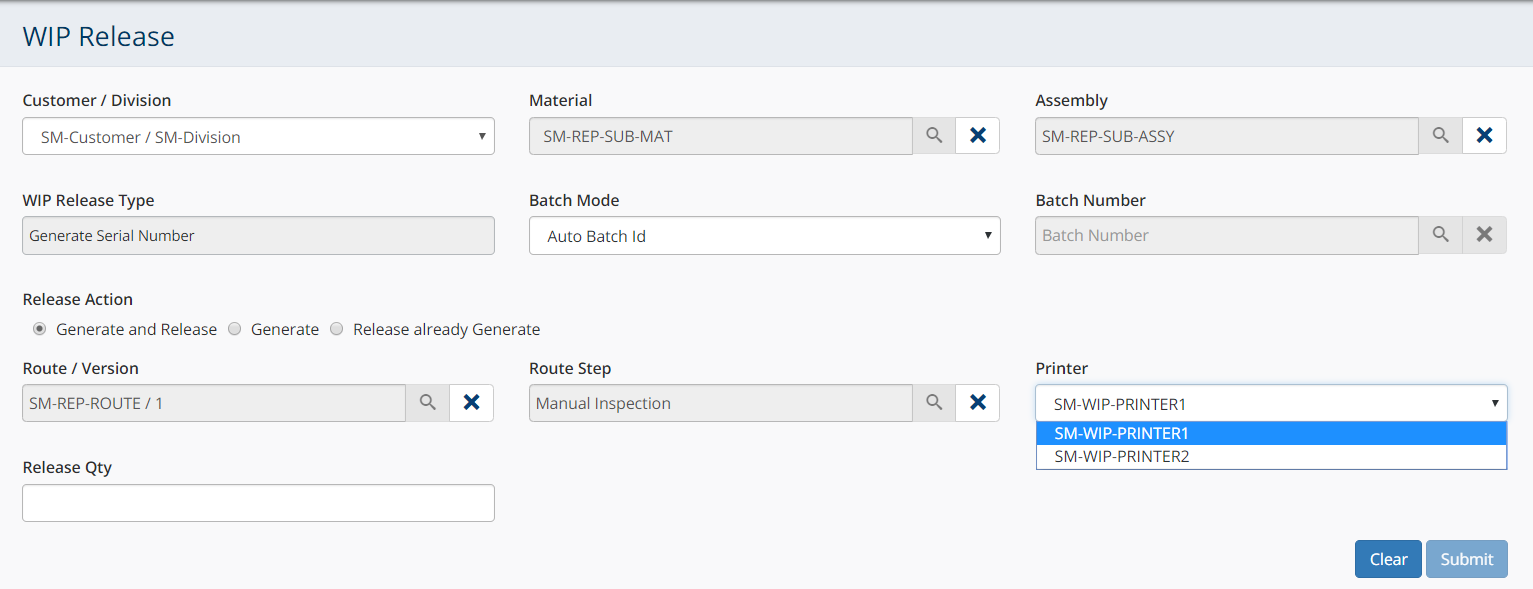 WIP Release
Customer / Division Material Assembly
SM-Customer / SM-Division SM-REP-SUB-MAT SM-REP-SUB-ASSY
WIP Release Type Batch Mode Batch Number
Generate Serial Number Auto Batch Id Batch Number
Release Action
Generate and Release Generate Release already Generate
Route / Version Route Step Printer
SM-REP-ROUTE / 1 Manual Inspection SM-WIP-PRINTER1
SM-WIP-PRINTER1
SM-WIP-PRINTER2
Release Qty
Clear Submit